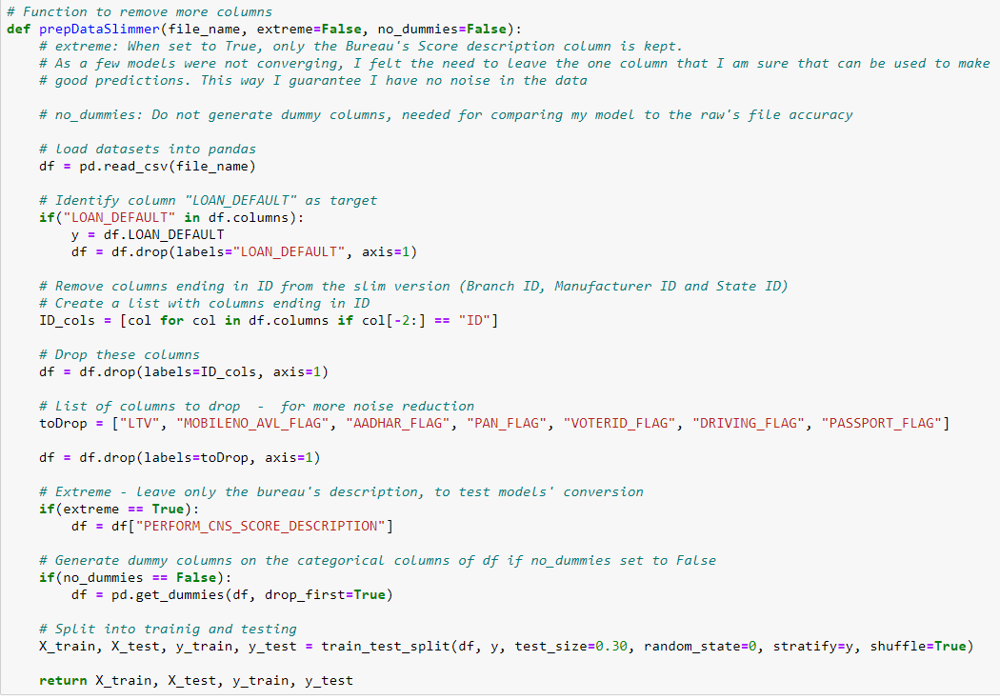 # Function to remove more columns
def prepDataSlimmer(file_name, extreme=False, no_dummies=False):
    # extreme: When set to True, only the Bureau's Score description column is kept.
    # As a few models were not converging, I felt the need to leave the one column that I am sure that can be used to make
    # good predictions. This way I guarantee I have no noise in the data
    # no_dummies: Do not generate dummy columns, needed for comparing my model to the raw's file accuracy
    # load datasets into pandas
    df = pd.read_csv(file_name)
    # Identify column "LOAN_DEFAULT" as target
    if("LOAN_DEFAULT" in df.columns):
        y = df.LOAN_DEFAULT
        df = df.drop(labels="LOAN_DEFAULT", axis=1)
    # Remove columns ending in ID from the slim version (Branch ID, Manufacturer ID and State ID)
    # Create a list with columns ending in ID
    ID_cols = [col for col in df.columns if col[-2:] == "ID"]
    # Drop these columns
    df = df.drop(labels=ID_cols, axis=1)
    # List of columns to drop  -  for more noise reduction
    toDrop = ["LTV", "MOBILENO_AVL_FLAG", "AADHAR_FLAG", "PAN_FLAG", "VOTERID_FLAG", "DRIVING_FLAG", "PASSPORT_FLAG"]
    df = df.drop(labels=toDrop, axis=1)
    # Extreme - leave only the bureau's description, to test models' conversion
    if(extreme == True):
        df = df["PERFORM_CNS_SCORE_DESCRIPTION"]
    # Generate dummy columns on the categorical columns of df if no_dummies set to False
    if(no_dummies == False):
        df = pd.get_dummies(df, drop_first=True)
    # Split into trainig and testing
    X_train, X_test, y_train, y_test = train_test_split(df, y, test_size=0.30, random_state=0, stratify=y, shuffle=True)
    return X_train, X_test, y_train, y_test